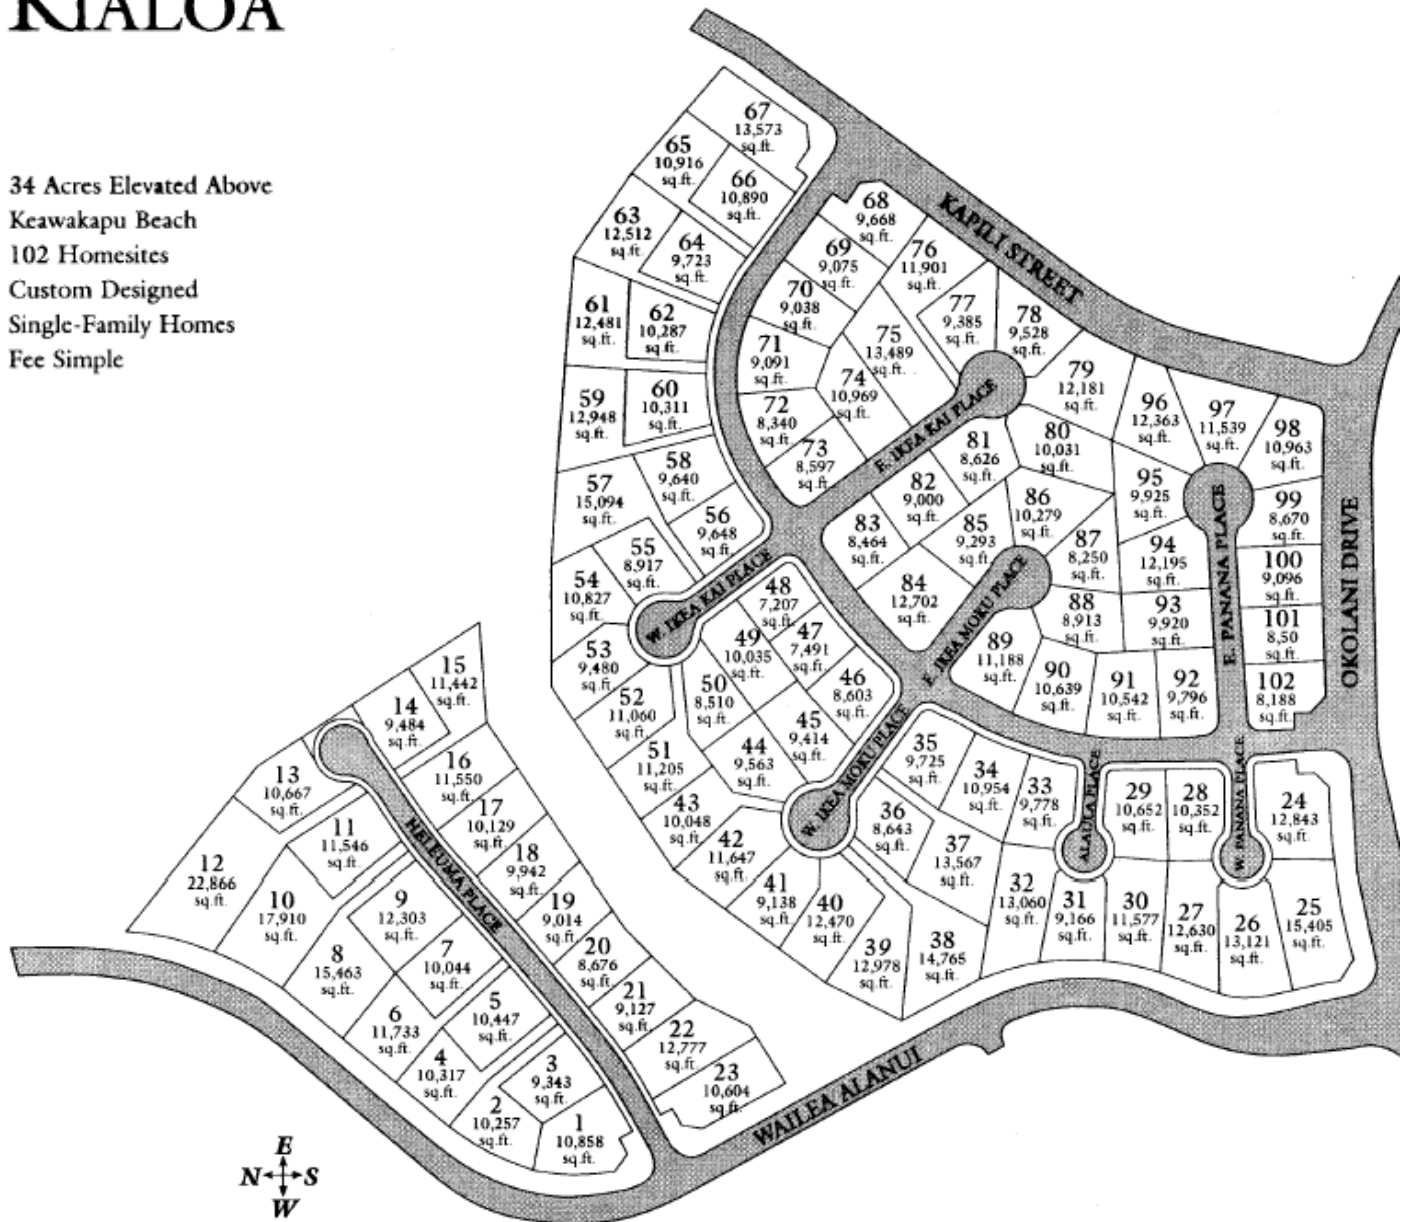 KIALOA
34 Acres Elevated Above
Keawakapu Beach
102 Homesites
Custom Designed
Single-Family Homes
Fee Simple
67
13,573
sq.ft.
65
10,916
sq.ft.
66
10,890
sq.ft.
63
12,512
sq.ft.
64
9,723
sq.ft.
61
12,481
sq.ft.
62
10,287
sq ft.
59
12,948
sq.ft.
60
10,311
sq.ft.
57
15,094
sq.ft.
58
9,640
sq.ft.
56
9,648
sq.ft.
55
8,917
sq.ft.
54
10,827
sq.ft.
53
9,480
sq.ft.
52
11,060
sq.ft.
51
11,205
sq.ft.
50
8,510
sq.ft.
49
10,035
sq.ft.
48
7,207
sq.ft.
47
7,491
sq.ft.
46
8,603
sq.ft.
45
9,414
sq.ft.
44
9,563
sq.ft.
43
10,048
sq.ft.
42
11,647
sq.ft.
41
9,138
sq.ft.
40
12,470
sq.ft.
39
12,978
sq.ft.
38
14,765
sq.ft.
37
13,567
sq.ft.
36
8,643
sq.ft.
35
9,725
sq.ft.
34
10,954
sq.ft.
33
9,778
sq.ft.
32
13,060
sq.ft.
31
9,166
sq.ft.
30
11,577
sq.ft.
29
10,652
sq.ft.
28
10,352
sq.ft.
27
12,630
sq.ft.
26
13,121
sq.ft.
25
15,405
sq.ft.
24
12,843
sq.ft.
68
9,668
sq.ft.
69
9,075
sq.ft.
70
9,038
sq.ft.
71
9,091
sq.ft.
72
8,340
sq.ft.
73
8,597
sq.ft.
74
10,969
sq.ft.
75
13,489
sq.ft.
76
11,901
sq.ft.
77
9,385
sq.ft.
78
9,528
sq.ft.
79
12,181
sq.ft.
80
10,031
sq.ft.
81
8,626
sq.ft.
82
9,000
sq.ft.
83
8,464
sq.ft.
84
12,702
sq.ft.
85
9,293
sq.ft.
86
10,279
sq.ft.
87
8,250
sq.ft.
88
8,913
sq.ft.
89
11,188
sq.ft.
90
10,639
sq.ft.
91
10,542
sq.ft.
92
9,796
sq.ft.
93
9,920
sq.ft.
94
12,195
sq.ft.
95
9,925
sq.ft.
96
12,363
sq.ft.
97
11,539
sq.ft.
98
10,963
sq.ft.
99
8,670
sq.ft.
100
9,096
sq.ft.
101
8,50
sq.ft.
102
8,188
sq.ft.
15
11,442
sq.ft.
14
9,484
sq.ft.
13
10,667
sq.ft.
12
22,866
sq.ft.
11
11,546
sq.ft.
10
17,910
sq.ft.
9
12,303
sq.ft.
8
15,463
sq.ft.
7
10,044
sq.ft.
6
11,733
sq.ft.
5
10,447
sq.ft.
4
10,317
sq.ft.
3
9,343
sq.ft.
2
10,257
sq.ft.
1
10,858
sq.ft.
16
11,550
sq.ft.
17
10,129
sq.ft.
18
9,942
sq.ft.
19
9,014
sq.ft.
20
8,676
sq.ft.
21
9,127
sq.ft.
22
12,777
sq.ft.
23
10,604
sq.ft.
KAPILI STREET
E. IKEA KAI PLACE
W. IKEA KAI PLACE
E. IKEA MOKU PLACE
W. IKEA MOKU PLACE
E. PANANA PLACE
W. PANANA PLACE
ALAULA PLACE
OKOLANI DRIVE
HELEUMA PLACE
WAILEA ALANUI
E
N S
W